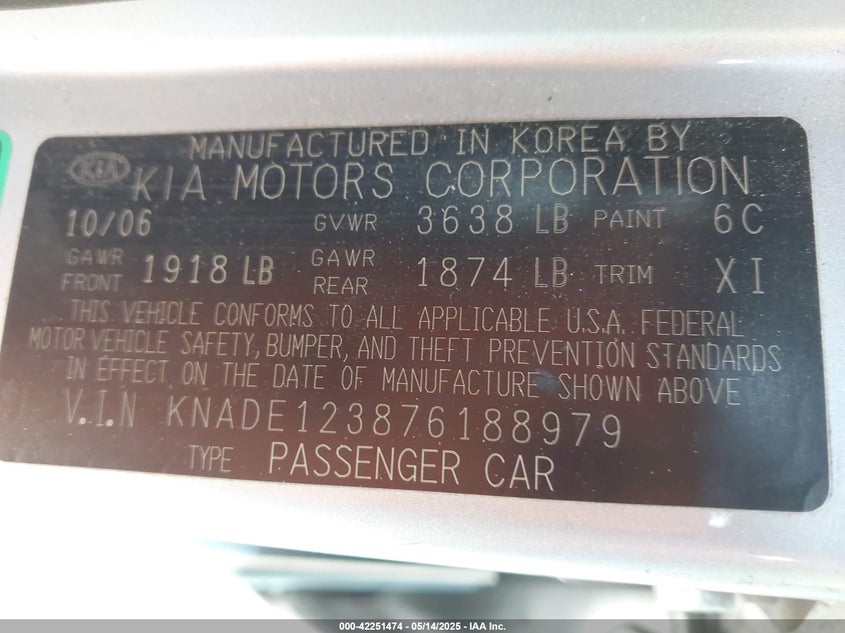 MANUFACTURED IN KOREA BY
KIA KIA MOTORS CORPORATION
10/06 GVWR 3638 LB PAINT 6C
GAWR FRONT 1918 LB GAWR REAR 1874 LB TRIM XI
THIS VEHICLE CONFORMS TO ALL APPLICABLE U.S.A. FEDERAL
MOTOR VEHICLE SAFETY, BUMPER, AND THEFT PREVENTION STANDARDS
IN EFFECT ON THE DATE OF MANUFACTURE SHOWN ABOVE
V.I.N KNADE123876188979
TYPE PASSENGER CAR
000-42251474 — 05/14/2025 — IAA Inc.